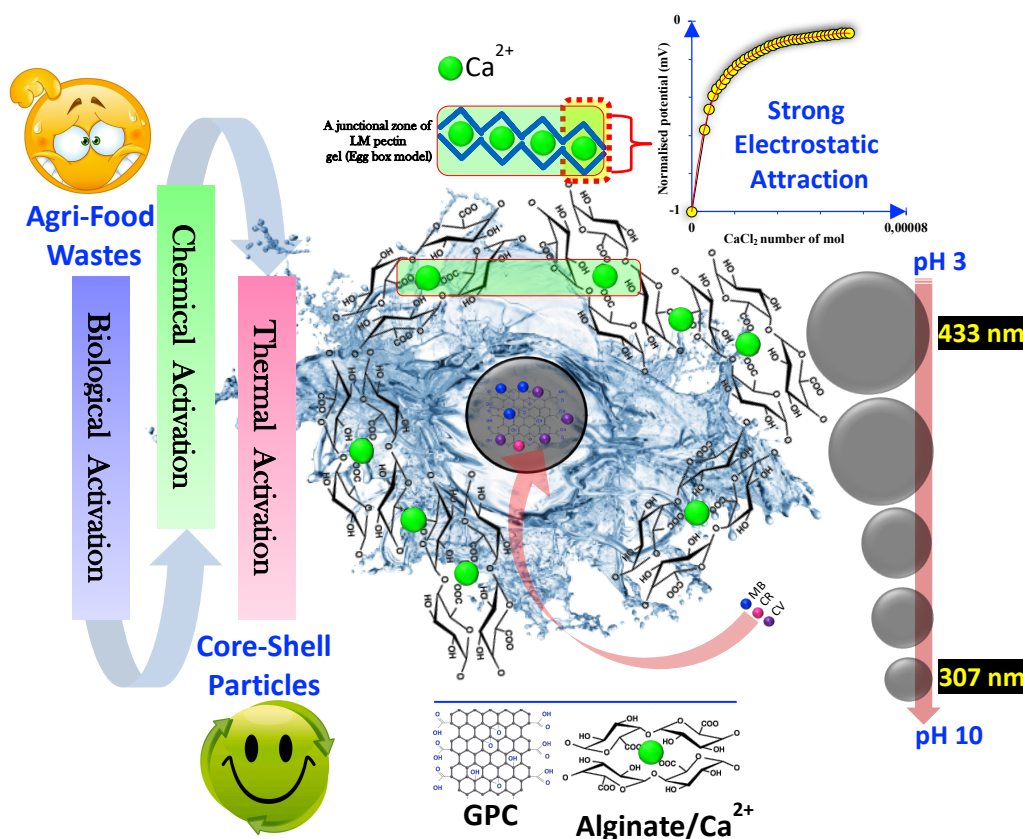 Agri-Food
Wastes
Biological Activation
Chemical Activation
Thermal Activation
Core-Shell
Particles
Ca2+
A junctional zone of
LM pectin
gel (Egg box model)
0
Normalised potential (mV)
-1
0
0,00008
CaCl2 number of mol
Strong
Electrostatic
Attraction
pH 3
433 nm
307 nm
pH 10
MB
CR
CV
GPC
Alginate/Ca2+